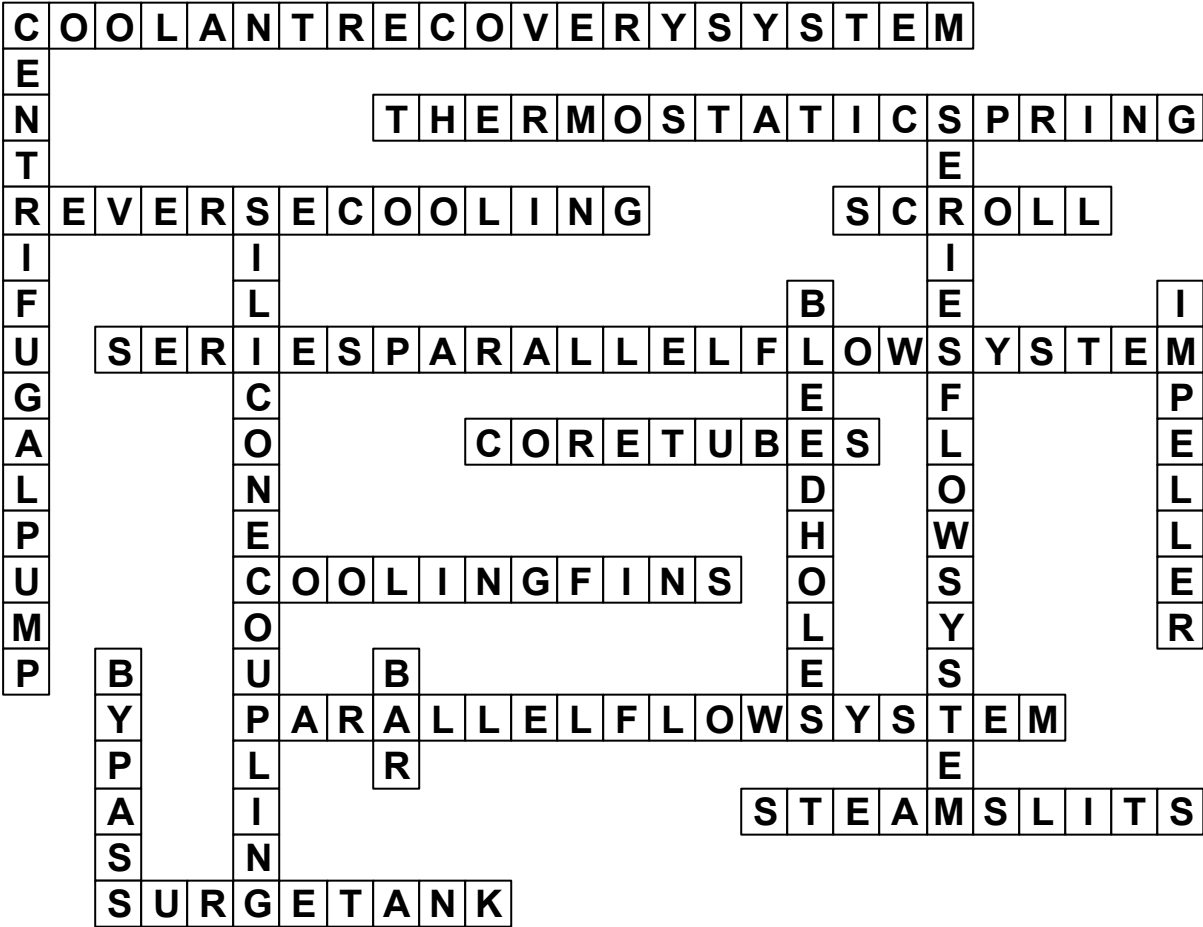 COOLANTRECOVERYSYSTEM
CENTRIFUGALPUMP
THERMOSTATICSPRING
SERIESFLOWSYSTEM
REVERSECOOLING
SILICONECOUPLING
SCROLL
BLEEDHOLES
IMPELLER
SERIESPARALLELFLOWSYSTEM
CORETUBES
COOLINGFINS
BYPASS
BAR
PARALLELFLOWSYSTEM
STEAMSLITS
SURGETANK